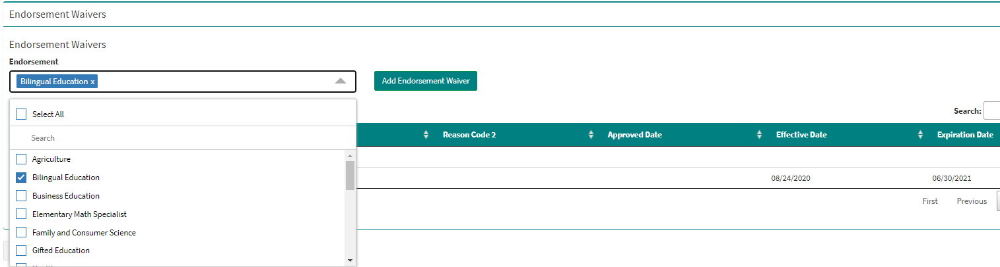 Endorsement Waivers
Endorsement Waivers
Endorsement
Bilingual Education x
Add Endorsement Waiver
Select All
Search:
Search
Reason Code 2 Approved Date Effective Date Expiration Date
Agriculture
Bilingual Education
08/24/2020 06/30/2021
Business Education
First Previous
Elementary Math Specialist
Family and Consumer Science
Gifted Education